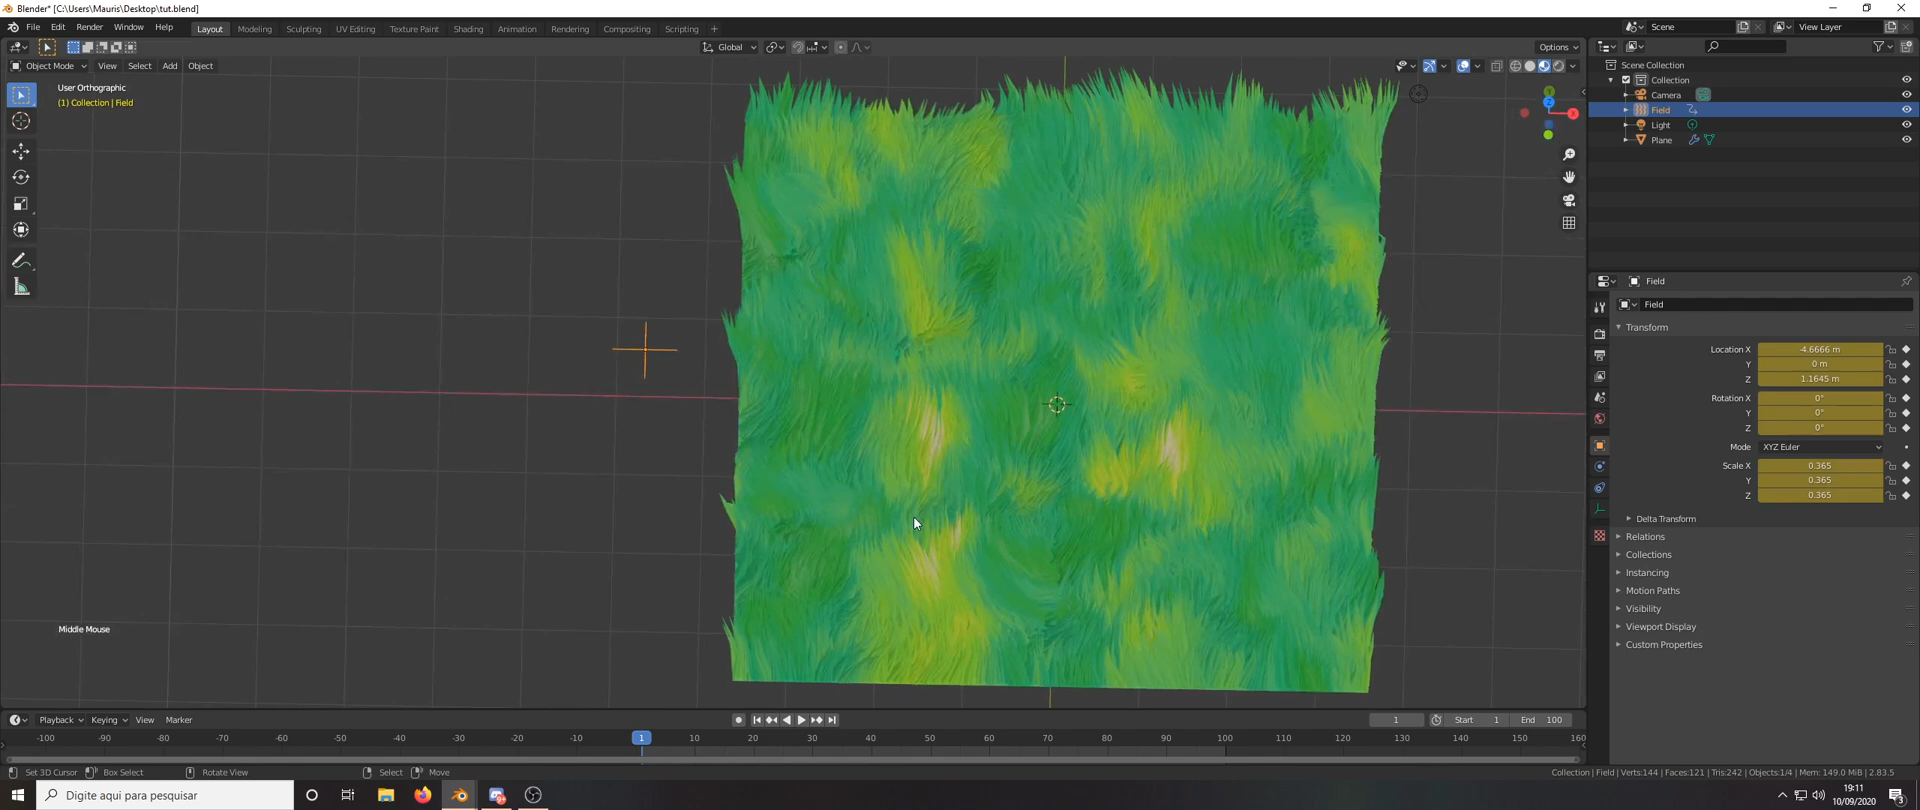 Blender* [C:\Users\Mauris\Desktop\tut.blend]
File Edit Render Window Help
Layout Modeling Sculpting UV Editing Texture Paint Shading Animation Rendering Compositing Scripting +
Scene
View Layer
Global
Options
Object Mode View Select Add Object
User Orthographic
(1) Collection | Field
Middle Mouse
Z
X
Scene Collection
Collection
Camera
Field
Light
Plane
Field
Field
Transform
Location X -4.6666 m
Y 0 m
Z 1.1645 m
Rotation X 0°
Y 0°
Z 0°
Mode XYZ Euler
Scale X 0.365
Y 0.365
Z 0.365
Delta Transform
Relations
Collections
Instancing
Motion Paths
Visibility
Viewport Display
Custom Properties
Playback Keying View Marker
1 Start 1 End 100
-100 -80 -70 -60 -50 -40 -30 -20 -10 1 10 20 30 40 50 60 70 80 90 100 110 120 130 140 150 160
Set 3D Cursor Box Select Rotate View Select Move
Collection | Field | Verts:144 | Faces:121 | Tris:242 | Objects:1/4 | Mem: 149.0 MiB | 2.83.5
Digite aqui para pesquisar
19:11
10/09/2020
3